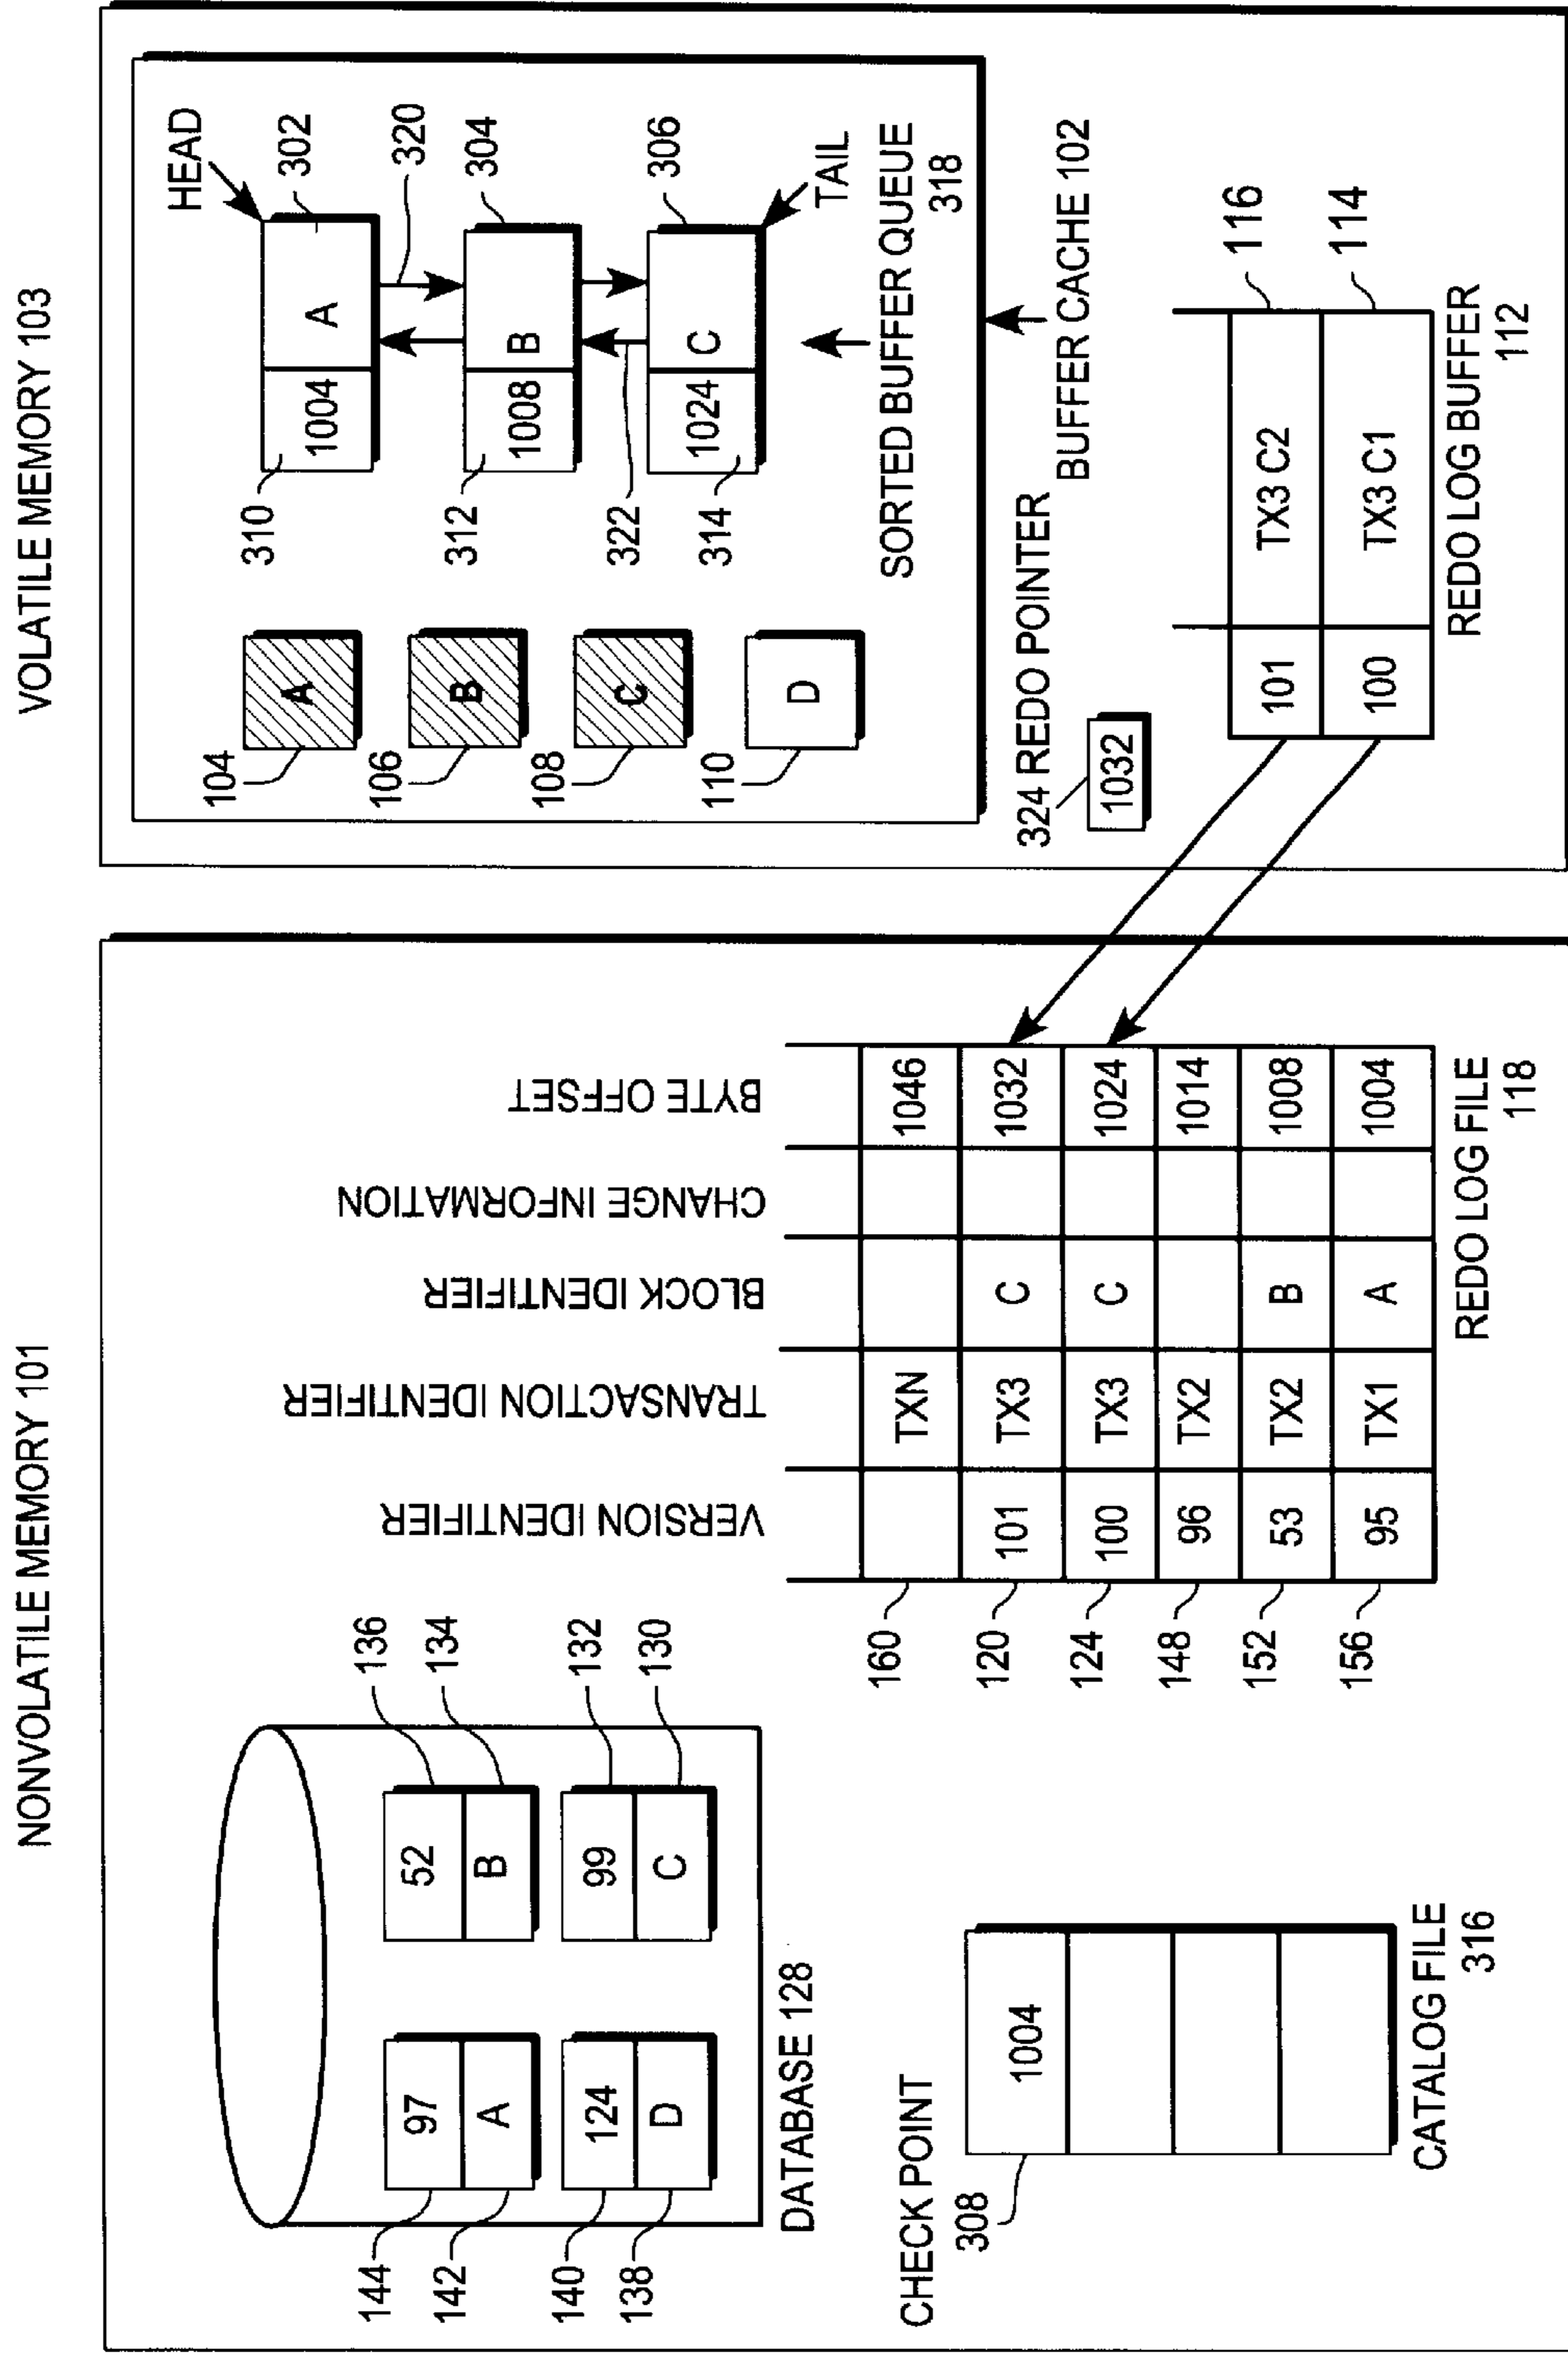 NONVOLATILE MEMORY 101
144
97
A
142
136
52
B
134
140
124
D
138
132
99
C
130
DATABASE 128
CHECK POINT
308
1004
CATALOG FILE
316
VERSION IDENTIFIER
TRANSACTION IDENTIFIER
BLOCK IDENTIFIER
CHANGE INFORMATION
BYTE OFFSET
160 TXN 1046
120 101 TX3 C 1032
124 100 TX3 C 1024
148 96 TX2 1014
152 53 TX2 B 1008
156 95 TX1 A 1004
REDO LOG FILE
118
VOLATILE MEMORY 103
104
A
106
B
108
C
110
D
HEAD
310
1004 A
302
320
312
1008 B
304
322
314
1024 C
306
TAIL
SORTED BUFFER QUEUE
318
BUFFER CACHE 102
324 REDO POINTER
1032
101 TX3 C2 116
100 TX3 C1 114
REDO LOG BUFFER
112